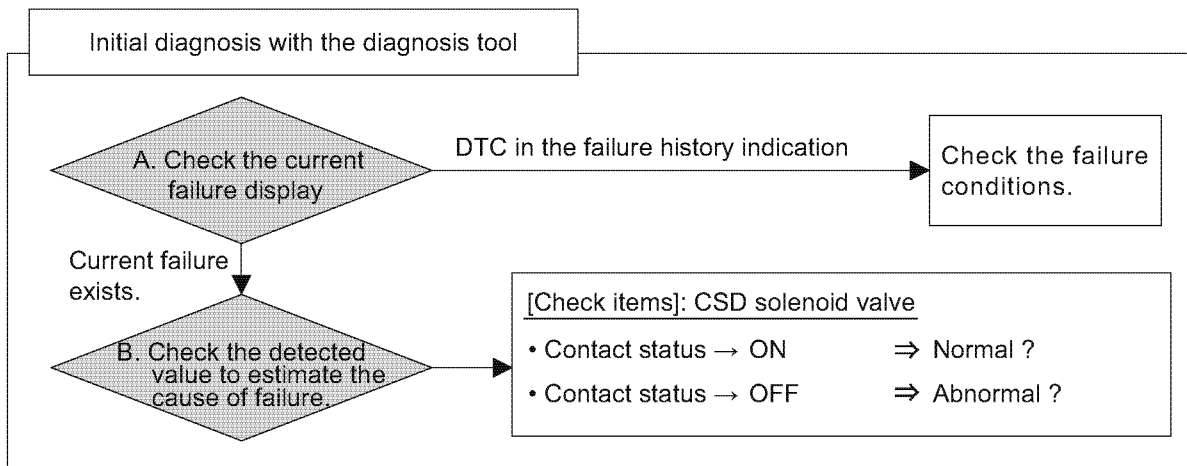 Initial diagnosis with the diagnosis tool
A. Check the current
failure display
DTC in the failure history indication
Check the failure
conditions.
Current failure
exists.
B. Check the detected
value to estimate the
cause of failure.
[Check items]: CSD solenoid valve
• Contact status → ON ⇒ Normal ?
• Contact status → OFF ⇒ Abnormal ?